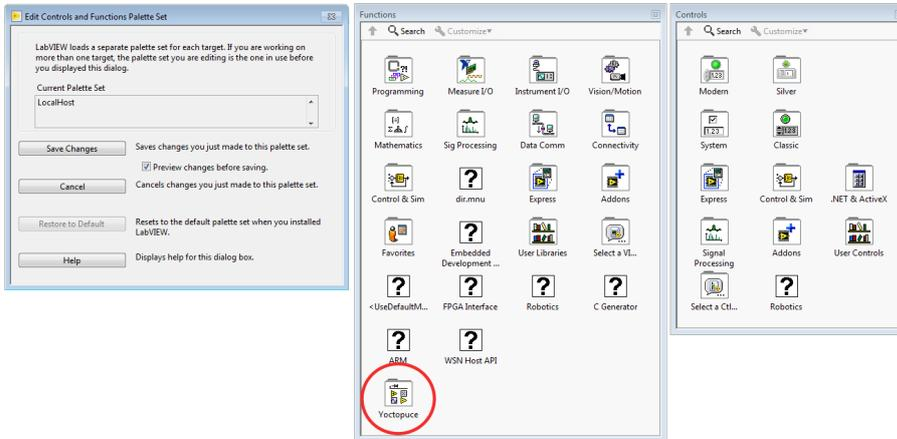 Edit Controls and Functions Palette Set
LabVIEW loads a separate palette set for each target. If you are working on
more than one target, the palette set you are editing is the one in use before
you displayed this dialog.
Current Palette Set
LocalHost
Save Changes
Saves changes you just made to this palette set.
Preview changes before saving.
Cancel
Cancels changes you just made to this palette set.
Restore to Default
Resets to the default palette set when you installed
LabVIEW.
Help
Displays help for this dialog box.
Functions
Search Customize
Programming Measure I/O Instrument I/O Vision/Motion
Mathematics Sig Processing Data Comm Connectivity
Control & Sim dir.mnu Express Addons
Favorites Embedded Development ... User Libraries Select a VI...
<UseDefaultM... FPGA Interface Robotics C Generator
ARM WSN Host API
Yoctopuce
Controls
Search Customize
Modern Silver
System Classic
Express Control & Sim .NET & ActiveX
Signal Processing Addons User Controls
Select a Ctl... Robotics